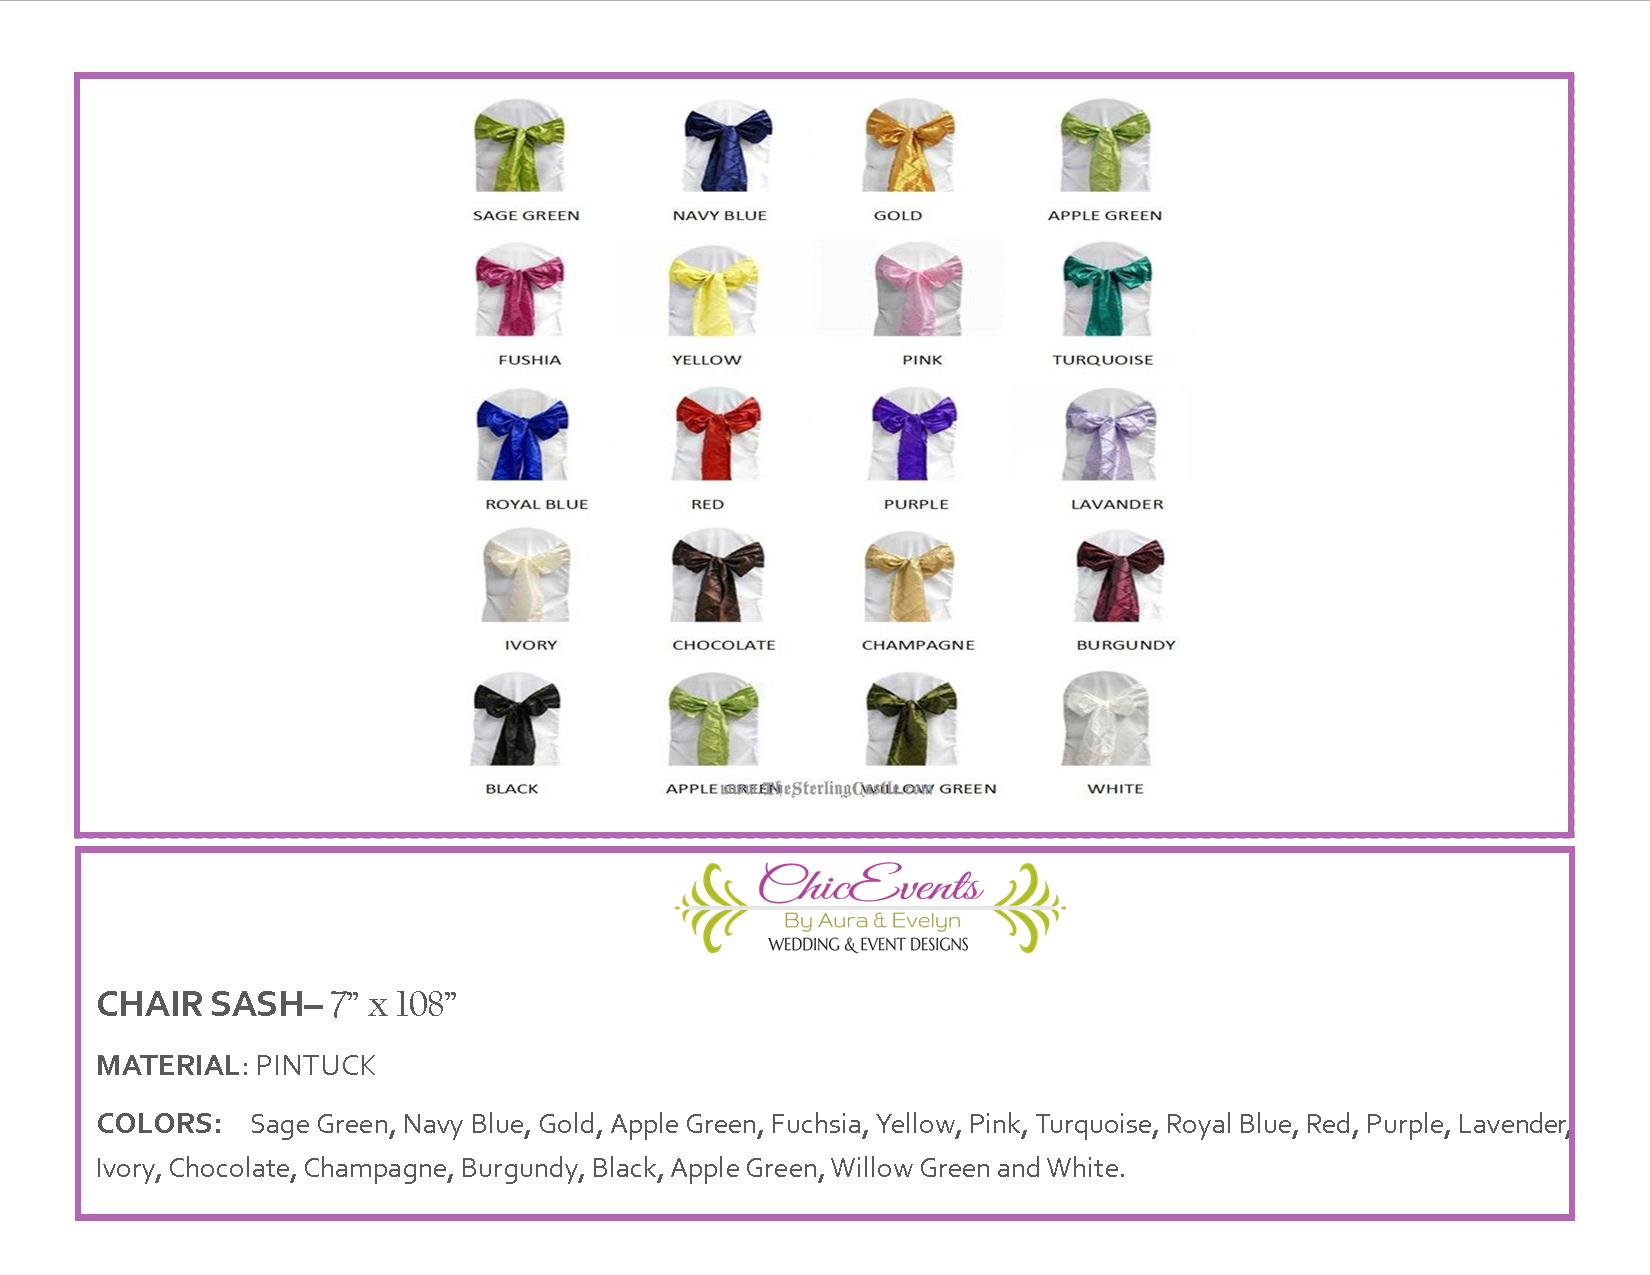 SAGE GREEN NAVY BLUE GOLD APPLE GREEN
FUSHIA YELLOW PINK TURQUOISE
ROYAL BLUE RED PURPLE LAVANDER
IVORY CHOCOLATE CHAMPAGNE BURGUNDY
BLACK APPLE GREEN WILLOW GREEN WHITE
www.TheSterlingCastle.com
ChicEvents
By Aura & Evelyn
WEDDING & EVENT DESIGNS
CHAIR SASH– 7” x 108”
MATERIAL: PINTUCK
COLORS: Sage Green, Navy Blue, Gold, Apple Green, Fuchsia, Yellow, Pink, Turquoise, Royal Blue, Red, Purple, Lavender,
Ivory, Chocolate, Champagne, Burgundy, Black, Apple Green, Willow Green and White.